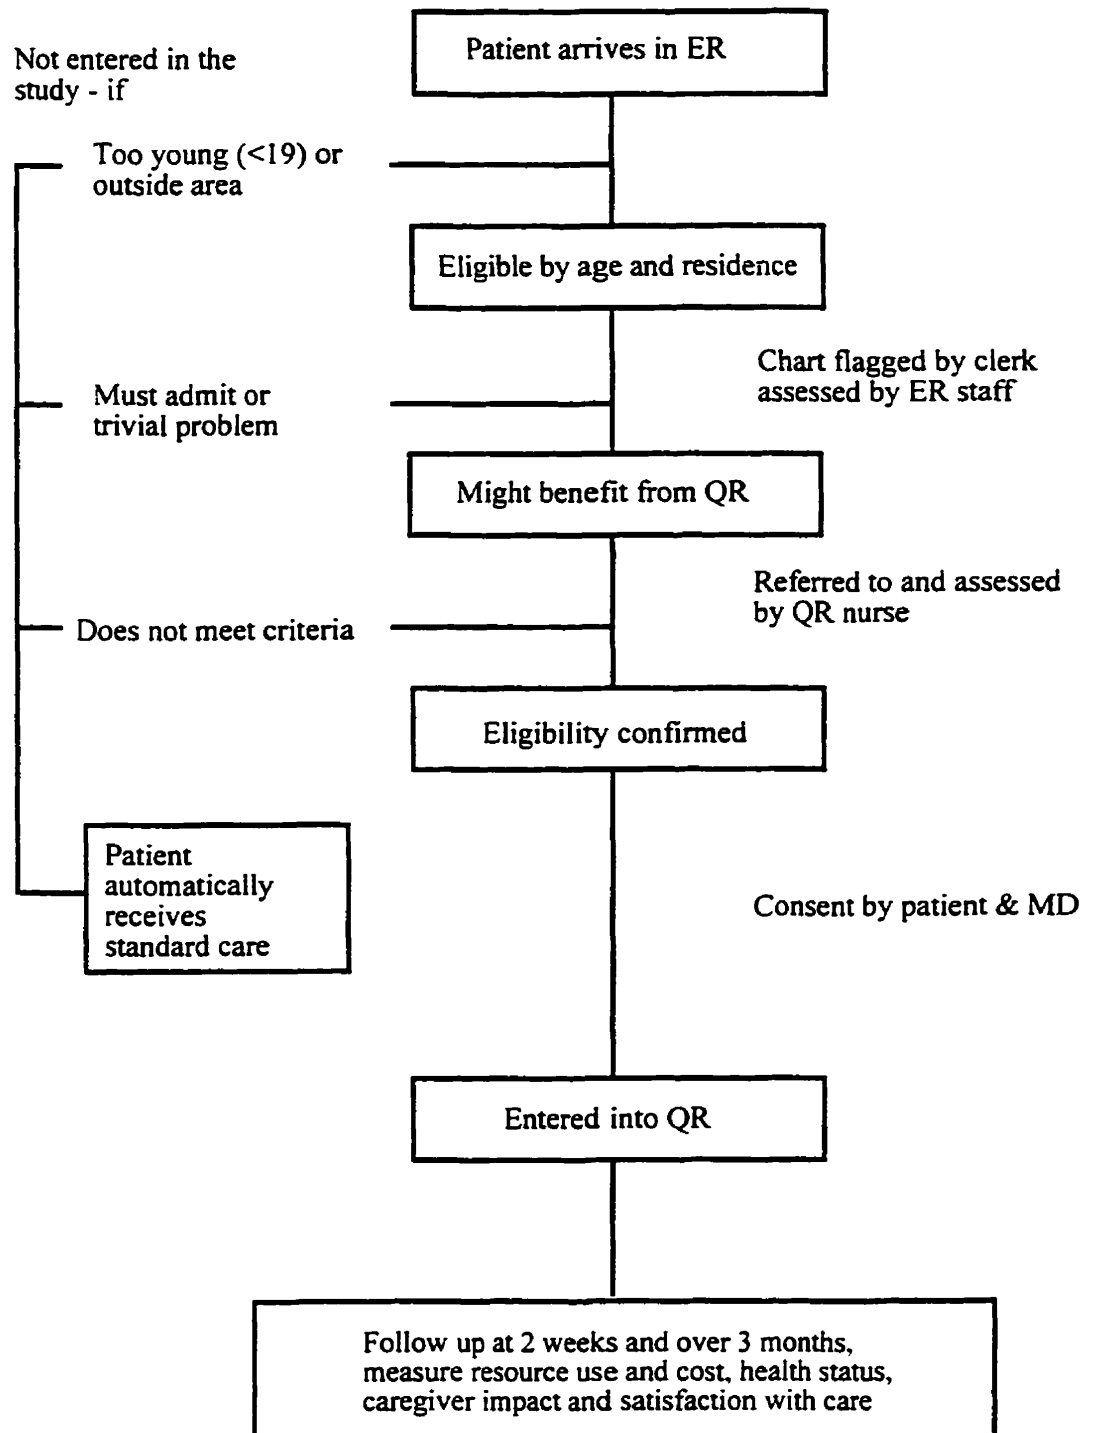 Patient arrives in ER
Not entered in the
study - if
Too young (<19) or
outside area
Eligible by age and residence
Chart flagged by clerk
assessed by ER staff
Must admit or
trivial problem
Might benefit from QR
Referred to and assessed
by QR nurse
Does not meet criteria
Eligibility confirmed
Patient
automatically
receives
standard care
Consent by patient & MD
Entered into QR
Follow up at 2 weeks and over 3 months,
measure resource use and cost, health status,
caregiver impact and satisfaction with care